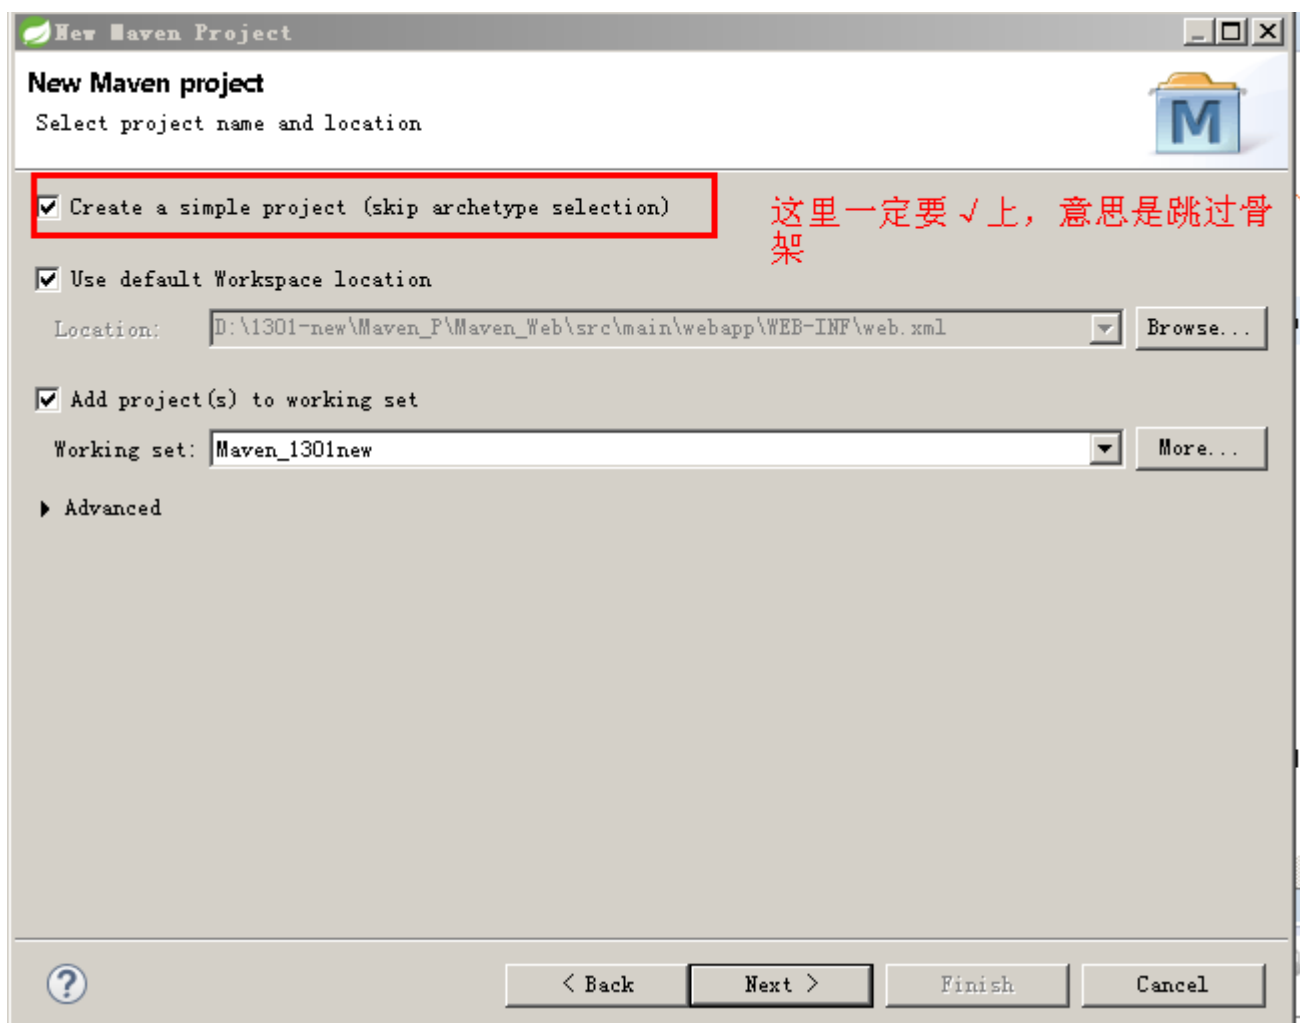 New Maven Project
New Maven project
Select project name and location
Create a simple project (skip archetype selection)
这里一定要√上，意思是跳过骨
架
Use default Workspace location
Location: D:\1301-new\Maven_P\Maven_Web\src\main\webapp\WEB-INF\web.xml Browse...
Add project(s) to working set
Working set: Maven_1301new More...
Advanced
< Back Next > Finish Cancel